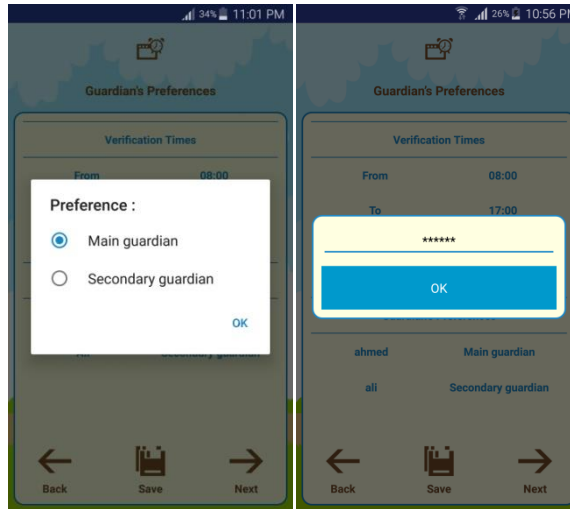 34% 11:01 PM
Guardian's Preferences
Verification Times
From 08:00
Preference :
Main guardian
Secondary guardian
OK
Secondary guardian
Back Save Next
26% 10:56 PM
Guardian's Preferences
Verification Times
From 08:00
To 17:00
******
OK
ahmed Main guardian
ali Secondary guardian
Back Save Next